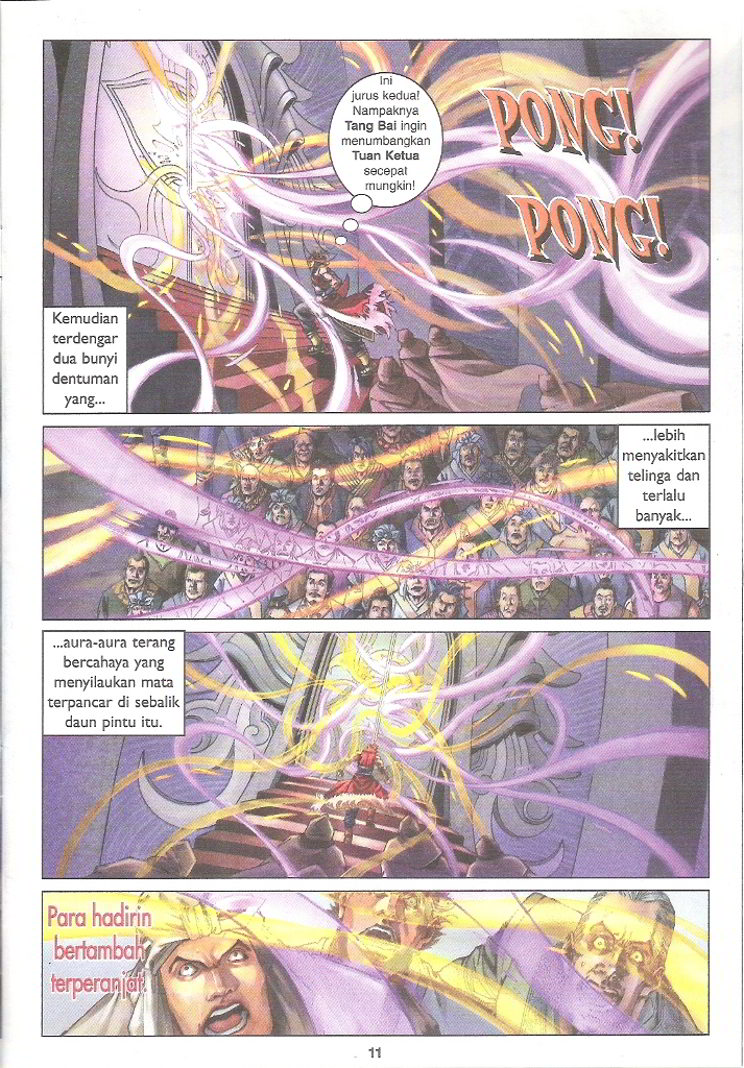 Ini
jurus kedua!
Nampaknya
Tang Bai ingin
menumbangkan
Tuan Ketua
secepat
mungkin!
PONG!
PONG!
Kemudian
terdengar
dua bunyi
dentuman
yang...
...lebih
menyakitkan
telinga dan
terlalu
banyak...
...aura-aura terang
bercahaya yang
menyilaukan mata
terpancar di sebalik
daun pintu itu.
Para hadirin
bertambah
terperanjat!
11